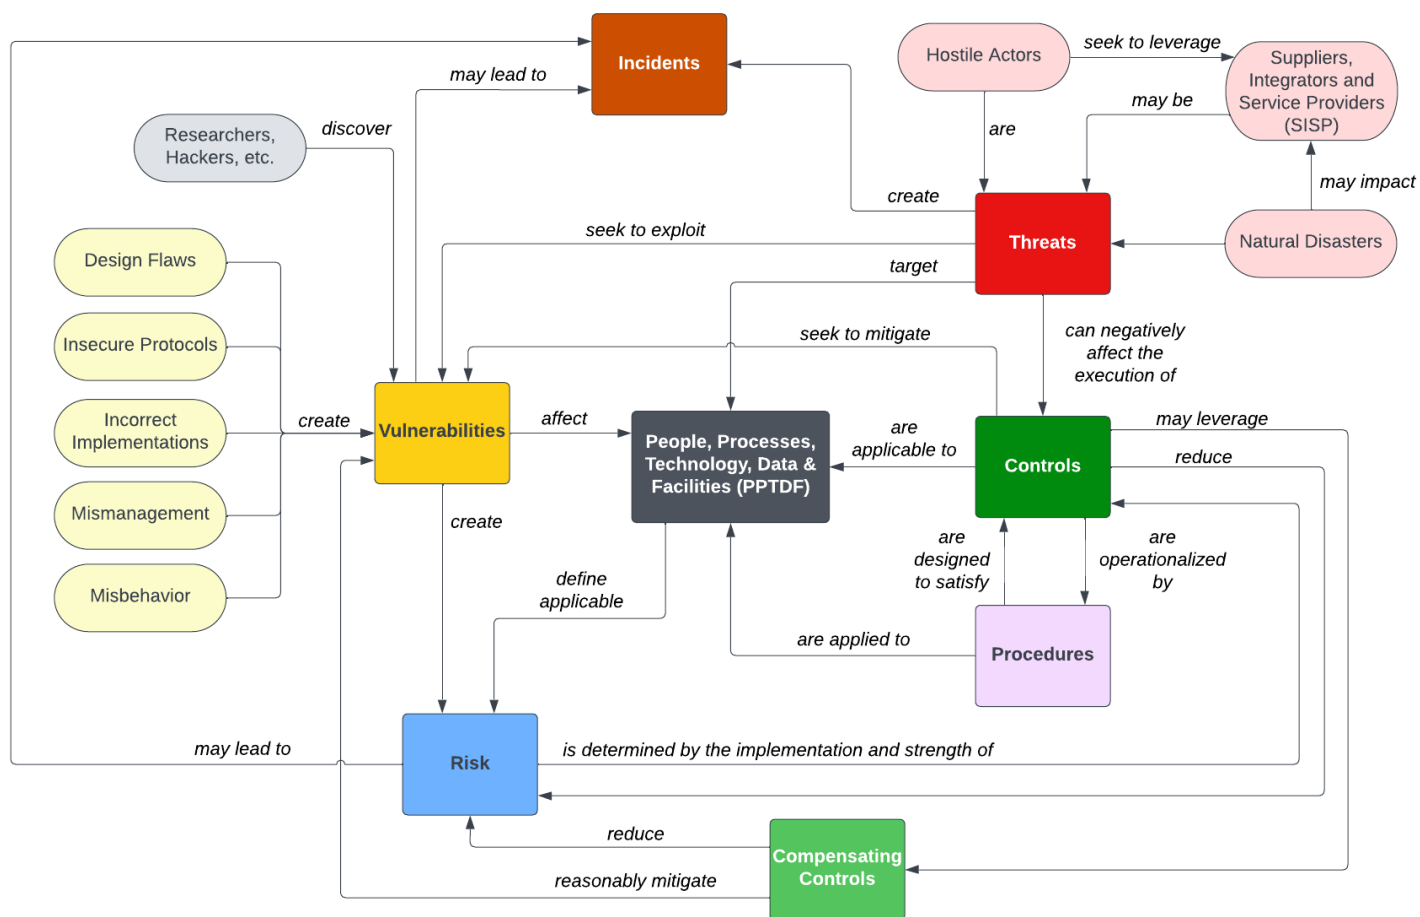 Incidents
Hostile Actors
seek to leverage
Suppliers,
Integrators and
Service Providers
(SISP)
may lead to
may be
Researchers,
Hackers, etc.
discover
are
may impact
create
seek to exploit
Threats
Natural Disasters
Design Flaws
target
can negatively
affect the
execution of
seek to mitigate
Insecure Protocols
Incorrect
Implementations
create
Vulnerabilities
affect
People, Processes,
Technology, Data &
Facilities (PPTDF)
are
applicable to
Controls
may leverage
reduce
Mismanagement
create
are
designed
to satisfy
are
operationalized
by
Misbehavior
define
applicable
are applied to
Procedures
may lead to
Risk
is determined by the implementation and strength of
reduce
Compensating
Controls
reasonably mitigate